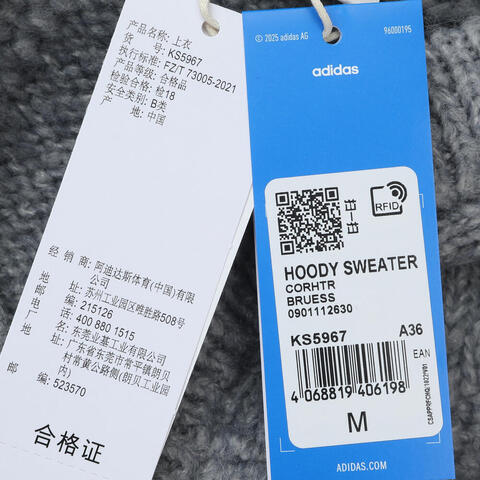 产品名称: 上衣
货号: KS5967
执行标准: FZ/T 73005-2021
产品等级: 合格品
检验合格: 检18
安全类别: B类
产 地: 中国
经 销 商: 阿迪达斯体育(中国)有限公司
地 址: 苏州工业园区唯胜路508号
邮 编: 215126
电 话: 400 880 1515
制 造 商: 东莞业基工业有限公司
地 址: 广东省东莞市常平镇朗贝村常黄公路侧(朗贝工业园内)
邮 编: 523570
合格证
© 2025 adidas AG
96000195
adidas
RFID
HOODY SWEATER
CORHTR
BRUESS
0901112630
KS5967 A36
EAN
4 068819 406198
M
ADIDAS.COM